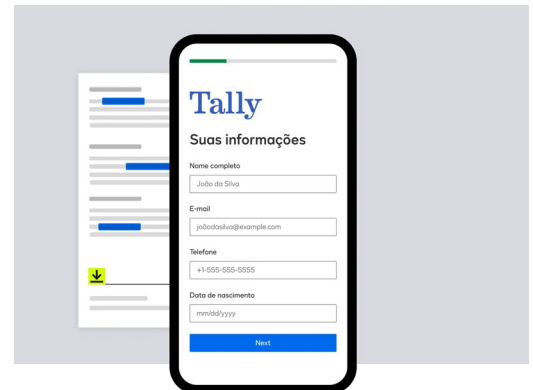 Tally
Suas informações
Nome completo
João da Silva
E-mail
joãodasilva@example.com
Telefone
+1-555-555-5555
Data de nascimento
mm/dd/yyyy
Next